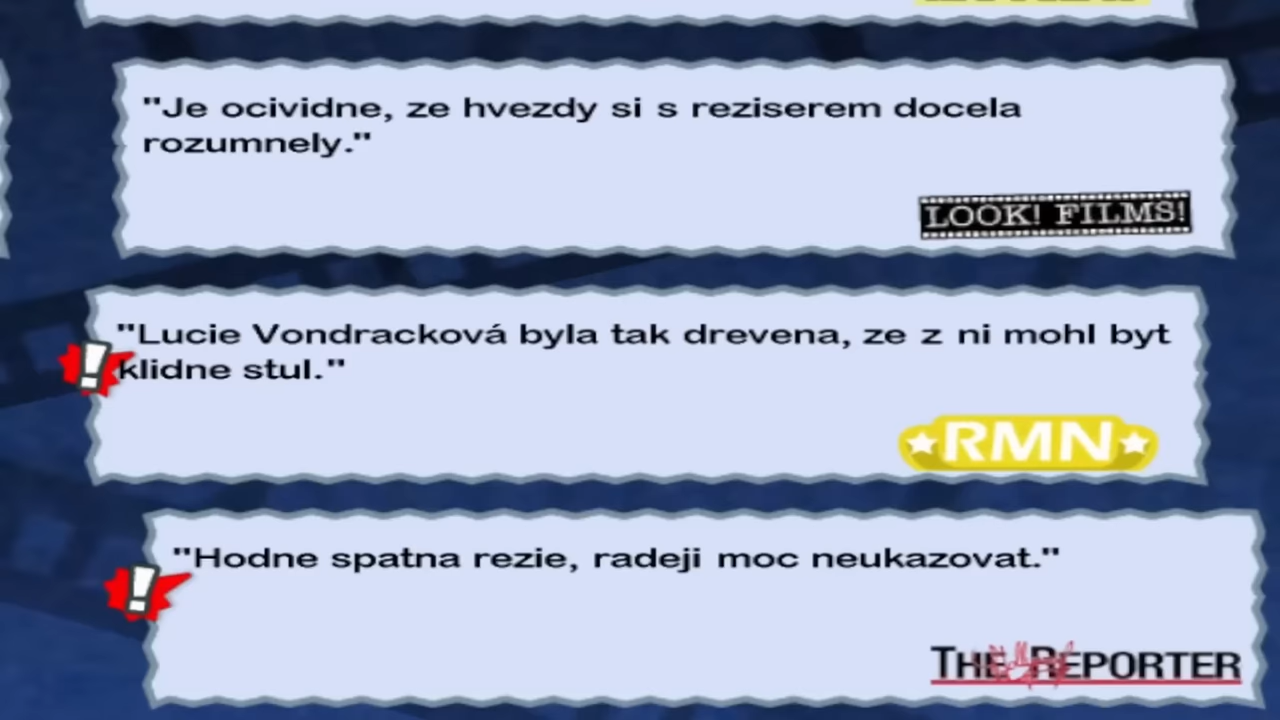 "Je ocividne, ze hvezdy si s reziserem docela
rozumnely."
LOOK! FILMS!
"Lucie Vondracková byla tak drevena, ze z ni mohl byt
klidne stul."
RMN
"Hodne spatna rezie, radeji moc neukazovat."
THE REPORTER